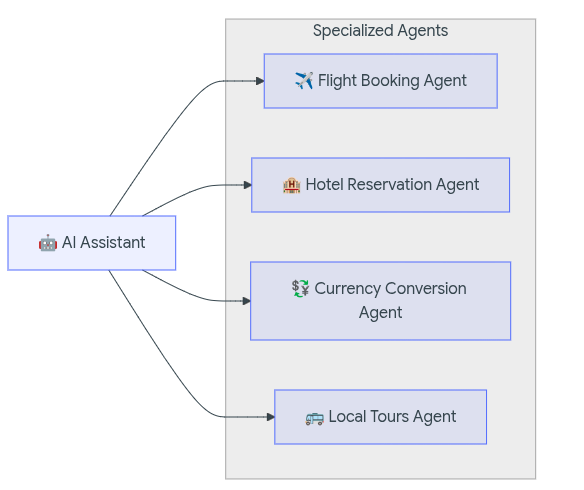 Specialized Agents
✈️ Flight Booking Agent
🏨 Hotel Reservation Agent
🤖 AI Assistant
💱 Currency Conversion
Agent
🚌 Local Tours Agent